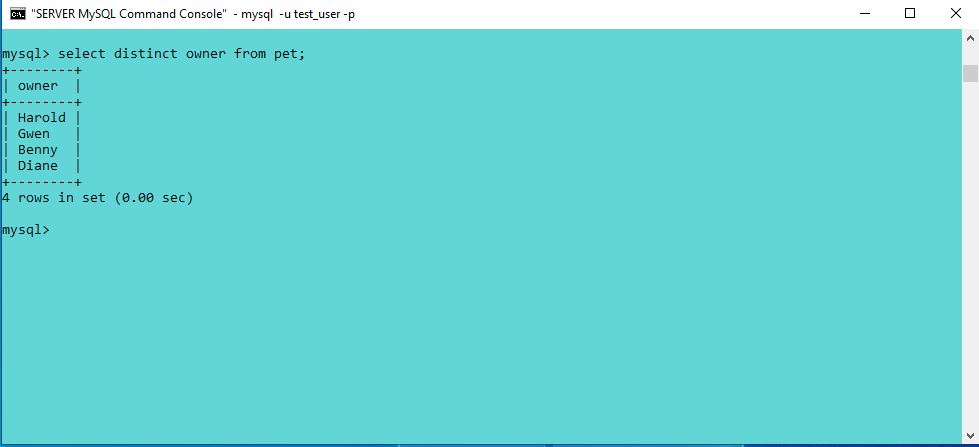 "SERVER MySQL Command Console" - mysql -u test_user -p
mysql> select distinct owner from pet;
+--------+
| owner  |
+--------+
| Harold |
| Gwen   |
| Benny  |
| Diane  |
+--------+
4 rows in set (0.00 sec)
mysql>